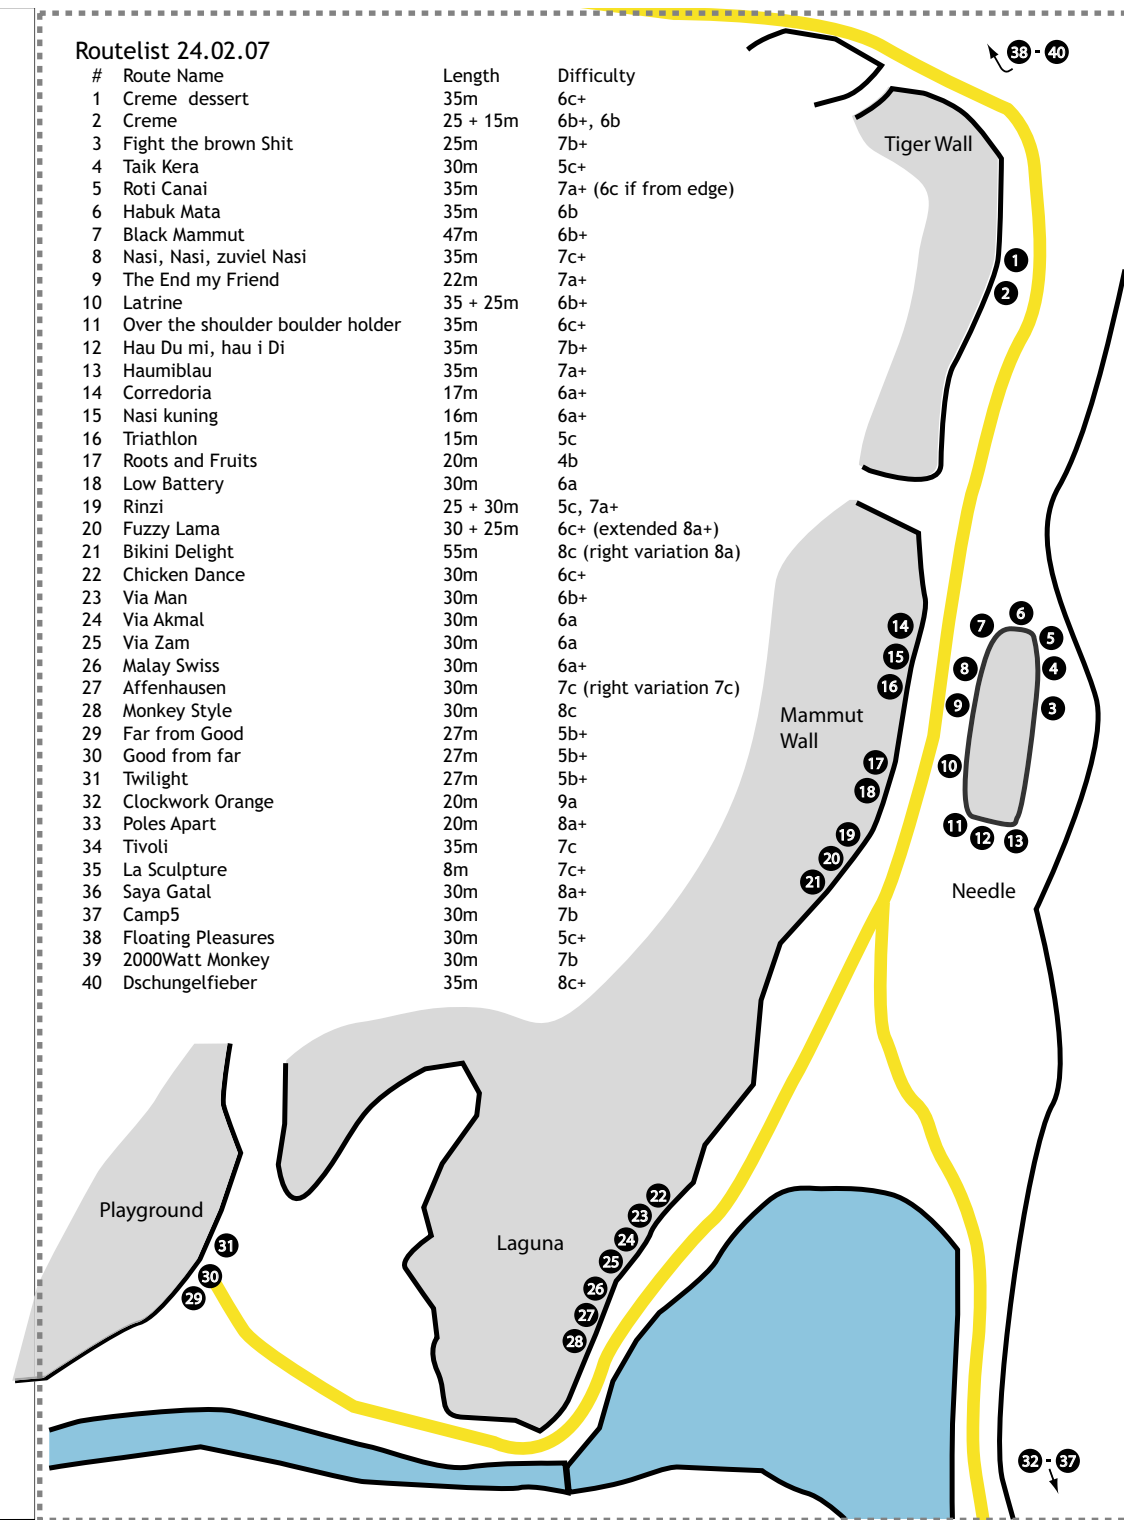 Routelist 24.02.07
# Route Name Length Difficulty
1 Creme dessert 35m 6c+
2 Creme 25 + 15m 6b+, 6b
3 Fight the brown Shit 25m 7b+
4 Taik Kera 30m 5c+
5 Roti Canai 35m 7a+ (6c if from edge)
6 Habuk Mata 35m 6b
7 Black Mammut 47m 6b+
8 Nasi, Nasi, zuviel Nasi 35m 7c+
9 The End my Friend 22m 7a+
10 Latrine 35 + 25m 6b+
11 Over the shoulder boulder holder 35m 6c+
12 Hau Du mi, hau i Di 35m 7b+
13 Haumiblau 35m 7a+
14 Corredoria 17m 6a+
15 Nasi kuning 16m 6a+
16 Triathlon 15m 5c
17 Roots and Fruits 20m 4b
18 Low Battery 30m 6a
19 Rinzi 25 + 30m 5c, 7a+
20 Fuzzy Lama 30 + 25m 6c+ (extended 8a+)
21 Bikini Delight 55m 8c (right variation 8a)
22 Chicken Dance 30m 6c+
23 Via Man 30m 6b+
24 Via Akmal 30m 6a
25 Via Zam 30m 6a
26 Malay Swiss 30m 6a+
27 Affenhausen 30m 7c (right variation 7c)
28 Monkey Style 30m 8c
29 Far from Good 27m 5b+
30 Good from far 27m 5b+
31 Twilight 27m 5b+
32 Clockwork Orange 20m 9a
33 Poles Apart 20m 8a+
34 Tivoli 35m 7c
35 La Sculpture 8m 7c+
36 Saya Gatal 30m 8a+
37 Camp5 30m 7b
38 Floating Pleasures 30m 5c+
39 2000Watt Monkey 30m 7b
40 Dschungelfieber 35m 8c+
38 - 40
Tiger Wall
1
2
6
7
5
14
15
8
4
16
9
3
Mammut
Wall
17
10
18
11
19
12
13
20
21
Needle
22
Playground
23
24
Laguna
31
25
30
26
29
27
28
32 - 37